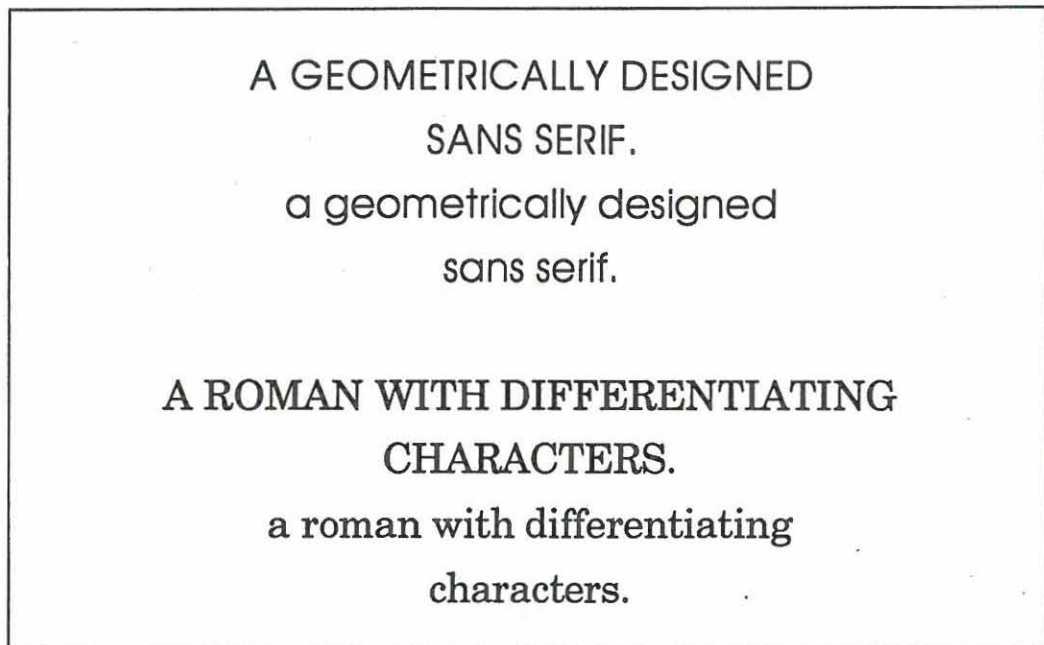 A GEOMETRICALLY DESIGNED
SANS SERIF.
a geometrically designed
sans serif.
A ROMAN WITH DIFFERENTIATING
CHARACTERS.
a roman with differentiating
characters.